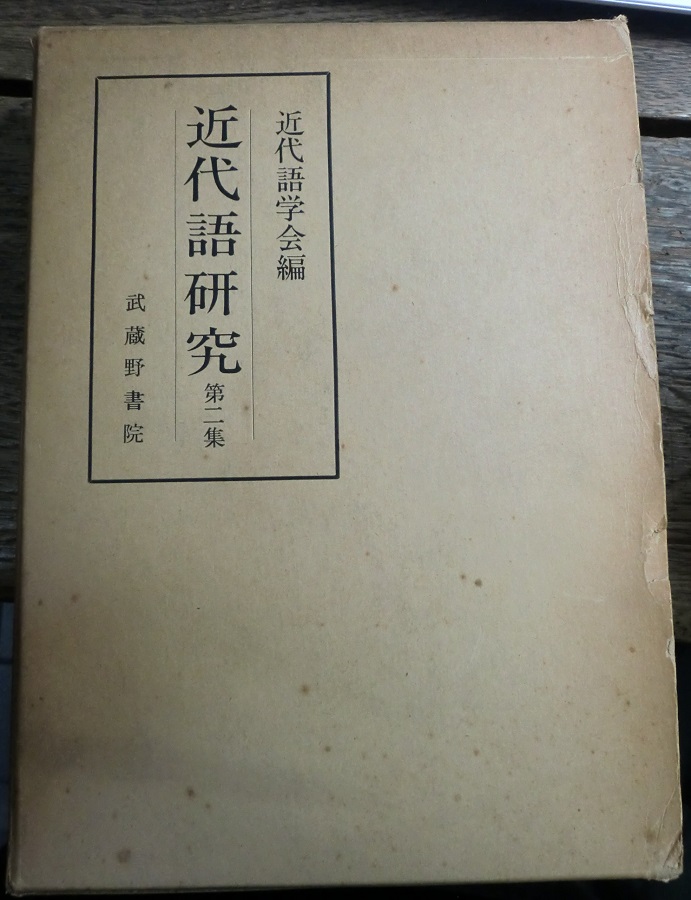 近代語学会編
近代語研究 第二集
武蔵野書院